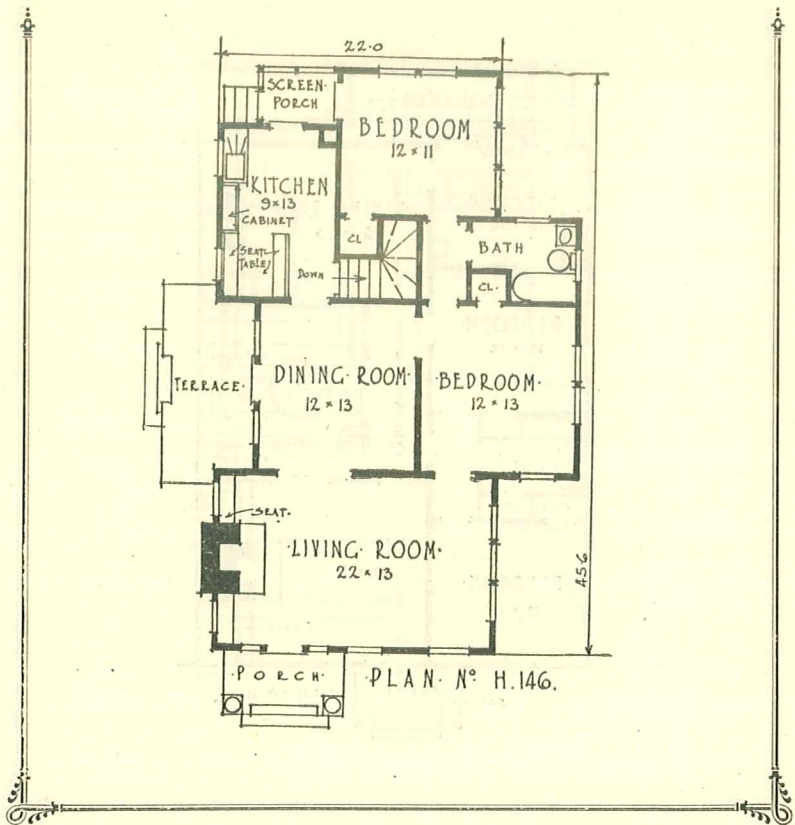 22-0
SCREEN·
PORCH
BEDROOM
12 × 11
KITCHEN
9×13
CABINET
SEAT
TABLE
CL
BATH
DOWN
CL.
TERRACE·
DINING· ROOM·
12 × 13
·BEDROOM·
12 × 13
SEAT·
·LIVING ROOM·
22 × 13
45-6
·PORCH·
PLAN· Nº H.146.